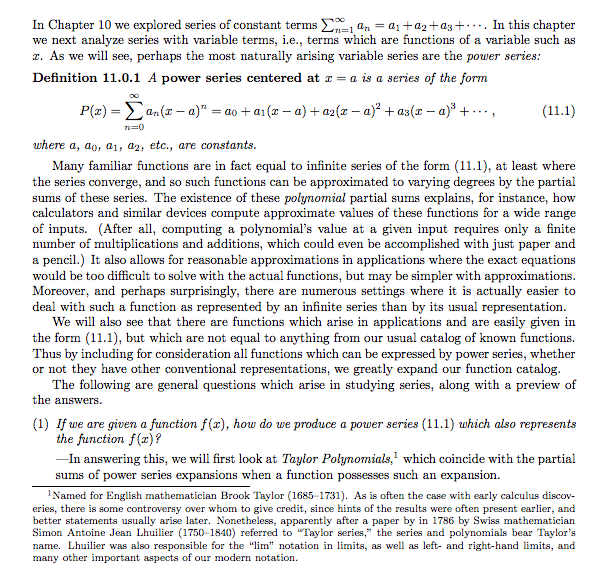 In Chapter 10 we explored series of constant terms ∑_{n=1}^{∞} a_n = a_1 + a_2 + a_3 + ··· . In this chapter
we next analyze series with variable terms, i.e., terms which are functions of a variable such as
x. As we will see, perhaps the most naturally arising variable series are the power series:
Definition 11.0.1 A power series centered at x = a is a series of the form
P(x) = ∑_{n=0}^{∞} a_n(x − a)^n = a_0 + a_1(x − a) + a_2(x − a)^2 + a_3(x − a)^3 + ··· , (11.1)
where a, a_0, a_1, a_2, etc., are constants.
Many familiar functions are in fact equal to infinite series of the form (11.1), at least where
the series converge, and so such functions can be approximated to varying degrees by the partial
sums of these series. The existence of these polynomial partial sums explains, for instance, how
calculators and similar devices compute approximate values of these functions for a wide range
of inputs. (After all, computing a polynomial's value at a given input requires only a finite
number of multiplications and additions, which could even be accomplished with just paper and
a pencil.) It also allows for reasonable approximations in applications where the exact equations
would be too difficult to solve with the actual functions, but may be simpler with approximations.
Moreover, and perhaps surprisingly, there are numerous settings where it is actually easier to
deal with such a function as represented by an infinite series than by its usual representation.
We will also see that there are functions which arise in applications and are easily given in
the form (11.1), but which are not equal to anything from our usual catalog of known functions.
Thus by including for consideration all functions which can be expressed by power series, whether
or not they have other conventional representations, we greatly expand our function catalog.
The following are general questions which arise in studying series, along with a preview of
the answers.
(1) If we are given a function f(x), how do we produce a power series (11.1) which also represents
the function f(x)?
—In answering this, we will first look at Taylor Polynomials,¹ which coincide with the partial
sums of power series expansions when a function possesses such an expansion.
¹Named for English mathematician Brook Taylor (1685–1731). As is often the case with early calculus discov-
eries, there is some controversy over whom to give credit, since hints of the results were often present earlier, and
better statements usually arise later. Nonetheless, apparently after a paper by in 1786 by Swiss mathematician
Simon Antoine Jean Lhuilier (1750–1840) referred to "Taylor series," the series and polynomials bear Taylor's
name. Lhuilier was also responsible for the "lim" notation in limits, as well as left- and right-hand limits, and
many other important aspects of our modern notation.